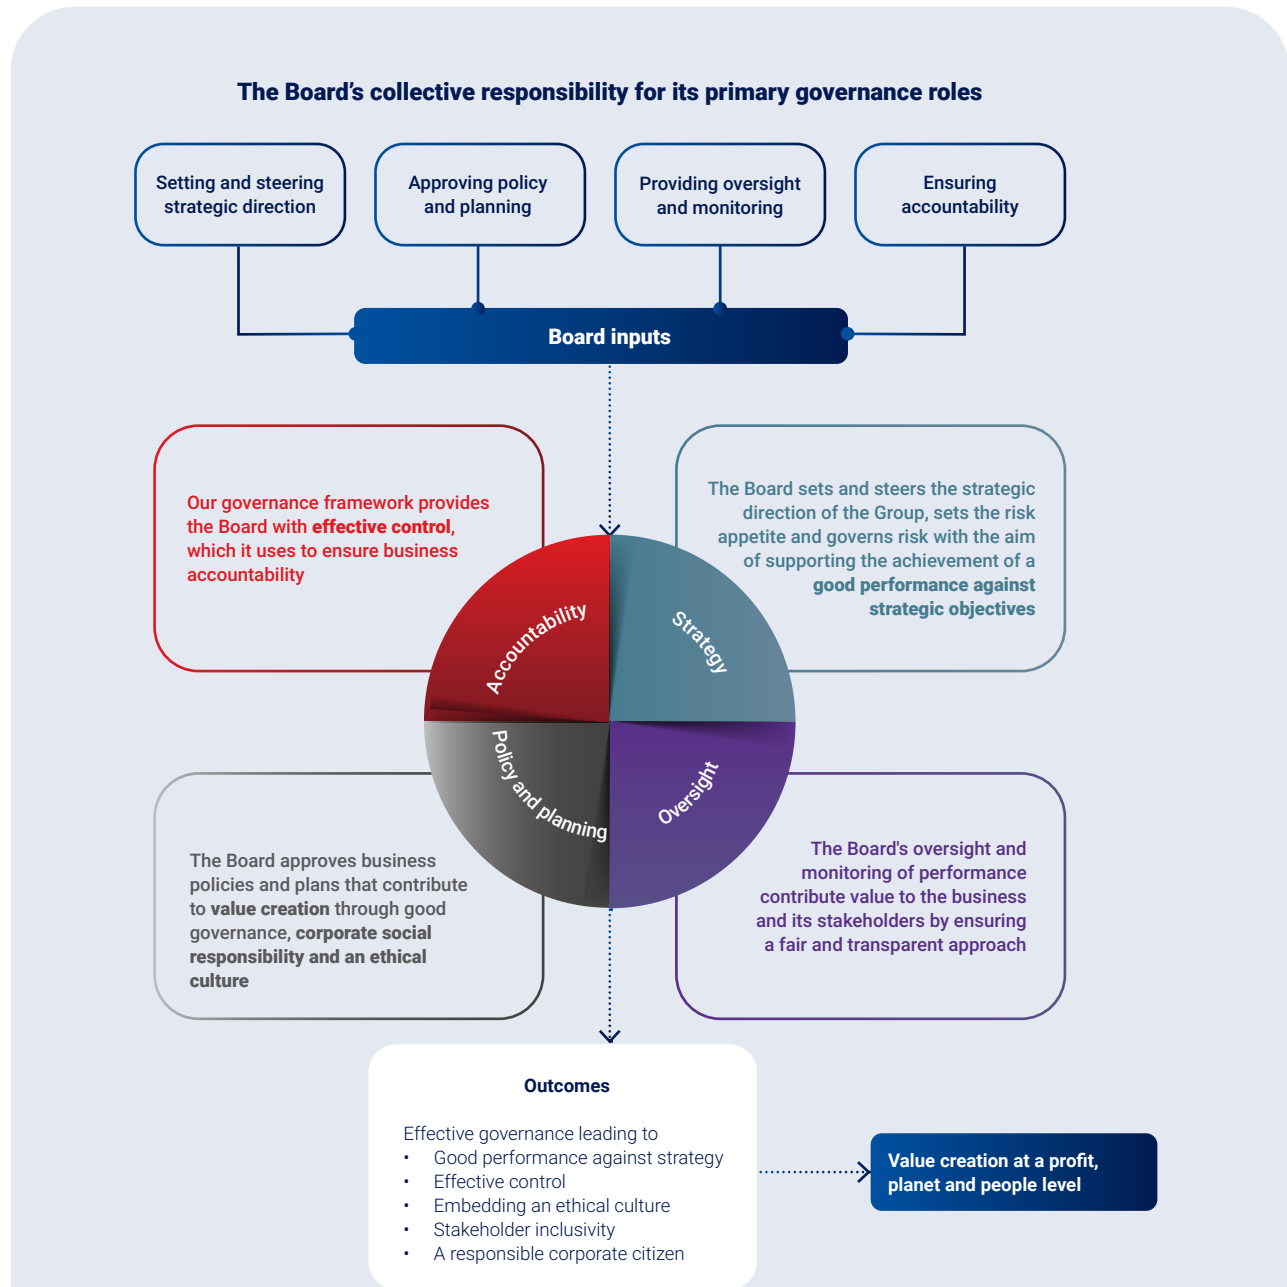 The Board’s collective responsibility for its primary governance roles
Setting and steering
strategic direction
Approving policy
and planning
Providing oversight
and monitoring
Ensuring
accountability
Board inputs
Our governance framework provides
the Board with effective control,
which it uses to ensure business
accountability
The Board sets and steers the strategic
direction of the Group, sets the risk
appetite and governs risk with the aim
of supporting the achievement of a
good performance against
strategic objectives
Accountability
Strategy
Policy and planning
Oversight
The Board approves business
policies and plans that contribute
to value creation through good
governance, corporate social
responsibility and an ethical
culture
The Board's oversight and
monitoring of performance
contribute value to the business
and its stakeholders by ensuring
a fair and transparent approach
Outcomes
Effective governance leading to
• Good performance against strategy
• Effective control
• Embedding an ethical culture
• Stakeholder inclusivity
• A responsible corporate citizen
Value creation at a profit,
planet and people level